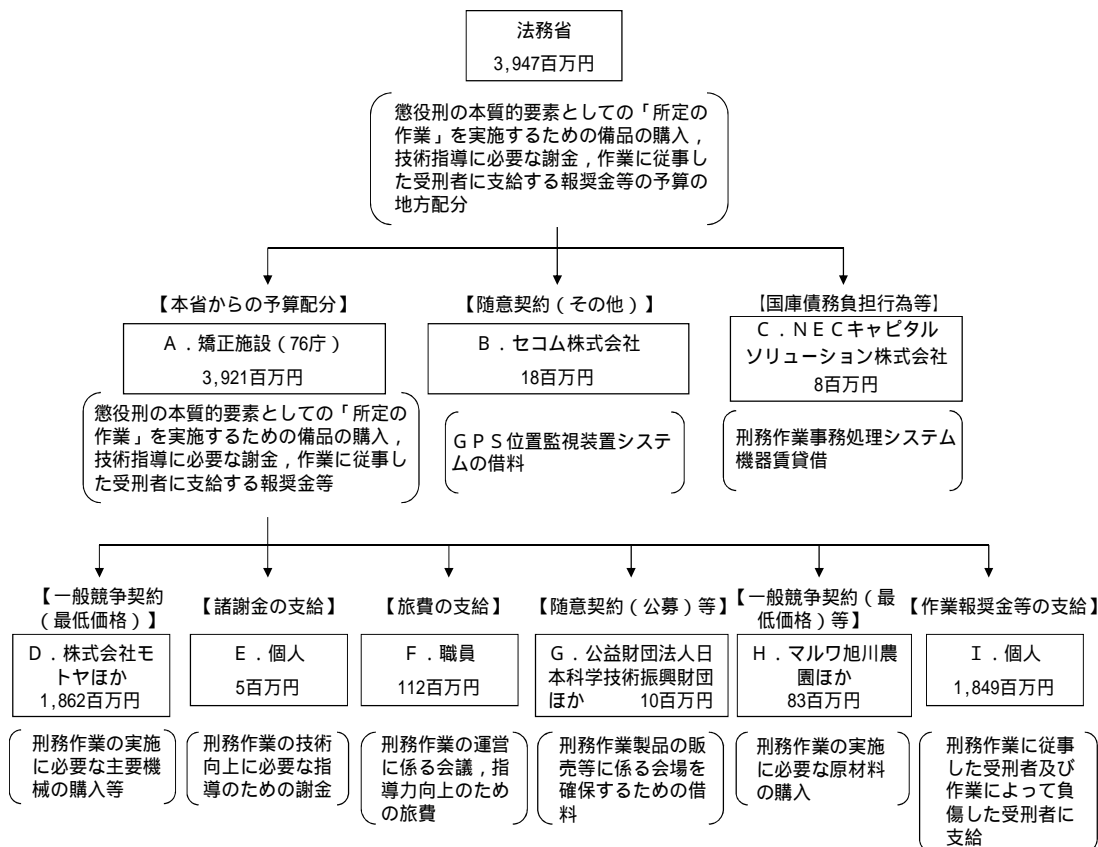 法務省
3,947百万円
懲役刑の本質的要素としての「所定の
作業」を実施するための備品の購入，
技術指導に必要な謝金，作業に従事し
た受刑者に支給する報奨金等の予算の
地方配分
【本省からの予算配分】
A．矯正施設（76庁）
3,921百万円
懲役刑の本質的要素としての「所定の
作業」を実施するための備品の購入，
技術指導に必要な謝金，作業に従事し
た受刑者に支給する報奨金等
【随意契約（その他）】
B．セコム株式会社
18百万円
ＧＰＳ位置監視装置システ
ムの借料
【国庫債務負担行為等】
C．ＮＥＣキャピタル
ソリューション株式会社
8百万円
刑務作業事務処理システム
機器賃貸借
【一般競争契約
（最低価格）】
D．株式会社モ
トヤほか
1,862百万円
刑務作業の実施
に必要な主要機
械の購入等
【諸謝金の支給】
E．個人
5百万円
刑務作業の技術
向上に必要な指
導のための謝金
【旅費の支給】
F．職員
112百万円
刑務作業の運営
に係る会議，指
導力向上のため
の旅費
【随意契約（公募）等】
G．公益財団法人日
本科学技術振興財団
ほか 10百万円
刑務作業製品の販
売等に係る会場を
確保するための借
料
【一般競争契約（最
低価格）等】
H．マルワ旭川農
園ほか
83百万円
刑務作業の実施
に必要な原材料
の購入
【作業報奨金等の支給】
I．個人
1,849百万円
刑務作業に従事
した受刑者及び
作業によって負
傷した受刑者に
支給